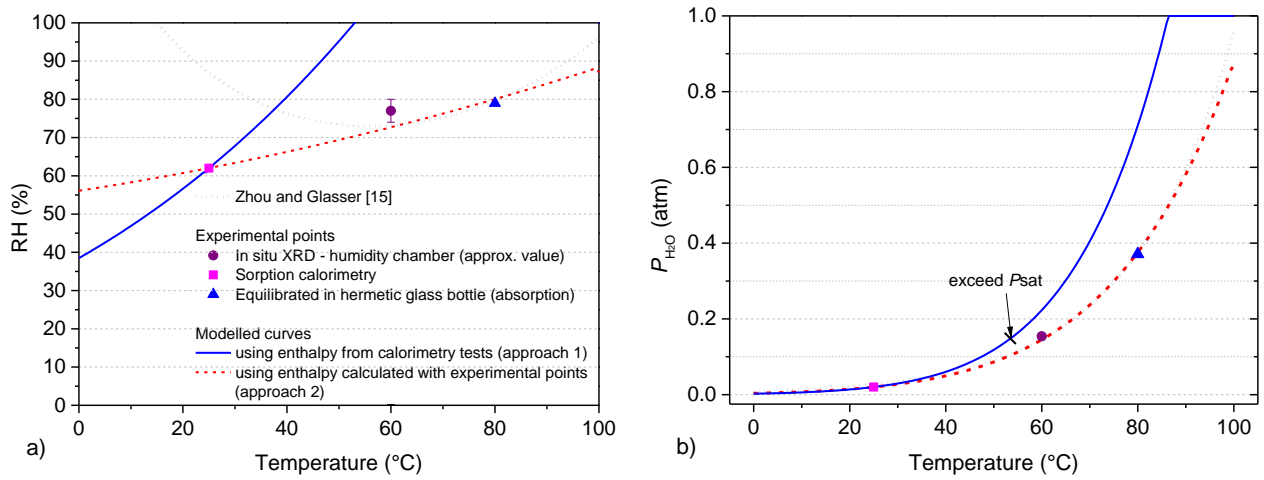 100
90
80
70
60
50
40
30
20
10
0
RH (%)
Zhou and Glasser [15]
Experimental points
In situ XRD - humidity chamber (approx. value)
Sorption calorimetry
Equilibrated in hermetic glass bottle (absorption)
Modelled curves
using enthalpy from calorimetry tests (approach 1)
using enthalpy calculated with experimental points
(approach 2)
0 20 40 60 80 100
a)
Temperature (°C)
1.0
0.8
0.6
0.4
0.2
0.0
P_H₂O (atm)
exceed Psat
0 20 40 60 80 100
b)
Temperature (°C)